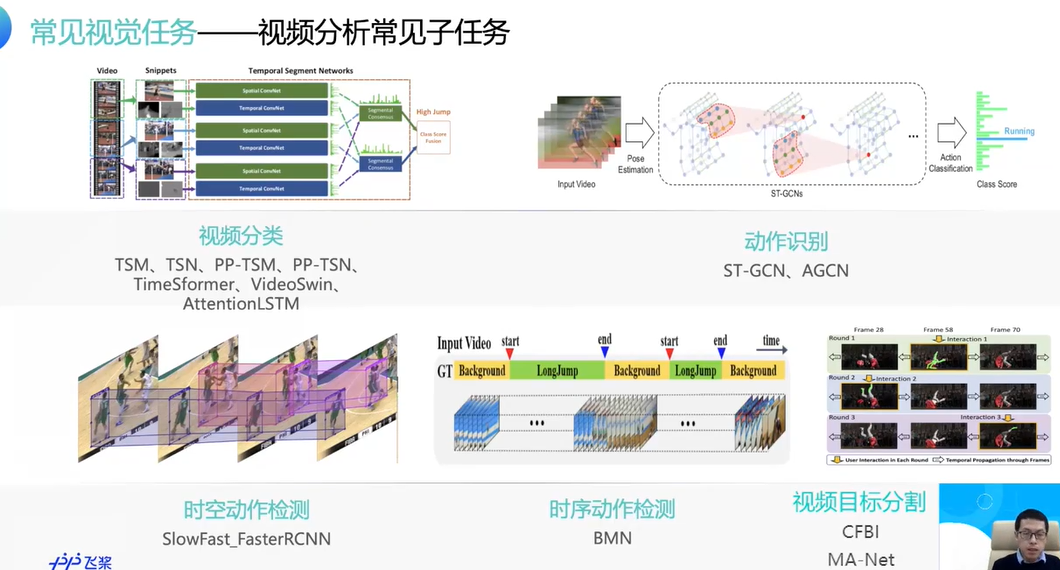 常见视觉任务——视频分析常见子任务
Video
Snippets
Temporal Segment Networks
Spatial ConvNet
Temporal ConvNet
Spatial ConvNet
Temporal ConvNet
Spatial ConvNet
Temporal ConvNet
Segmental
Consensus
Segmental
Consensus
High Jump
Class Score
Fusion
Input Video
Pose
Estimation
ST-GCNs
...
Action
Classification
Running
Class Score
视频分类
TSM、TSN、PP-TSM、PP-TSN、
TimeSformer、VideoSwin、
AttentionLSTM
动作识别
ST-GCN、AGCN
Input Video
start
end
start
end
time
GT
Background
LongJump
Background
LongJump
Background
Frame 28
Frame 58
Frame 70
Round 1
Interaction 1
Round 2
Interaction 2
Round 3
Interaction 3
User Interaction in Each Round
Temporal Propagation through Frames
时空动作检测
SlowFast_FasterRCNN
时序动作检测
BMN
视频目标分割
CFBI
MA-Net
飞桨